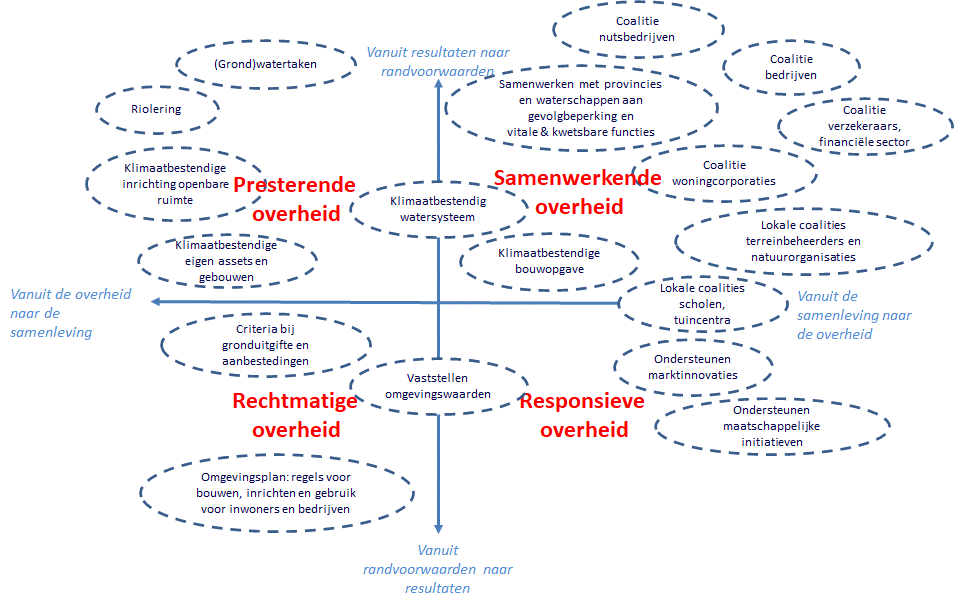 Coalitie
nutsbedrijven
Vanuit resultaten naar
randvoorwaarden
(Grond)watertaken
Coalitie
bedrijven
Samenwerken met provincies
en waterschappen aan
gevolgbeperking en
vitale & kwetsbare functies
Riolering
Coalitie
verzekeraars,
financiële sector
Klimaatbestendige
inrichting openbare
ruimte
Presterende
overheid
Klimaatbestendig
watersysteem
Samenwerkende
overheid
Coalitie
woningcorporaties
Klimaatbestendige
eigen assets en
gebouwen
Klimaatbestendige
bouwopgave
Lokale coalities
terreinbeheerders en
natuurorganisaties
Vanuit de overheid
naar de
samenleving
Lokale coalities
scholen,
tuincentra
Vanuit de
samenleving naar
de overheid
Criteria bij
gronduitgifte en
aanbestedingen
Ondersteunen
marktinnovaties
Vaststellen
omgevingswaarden
Rechtmatige
overheid
Responsieve
overheid
Ondersteunen
maatschappelijke
initiatieven
Omgevingsplan: regels voor
bouwen, inrichten en gebruik
voor inwoners en bedrijven
Vanuit
randvoorwaarden naar
resultaten